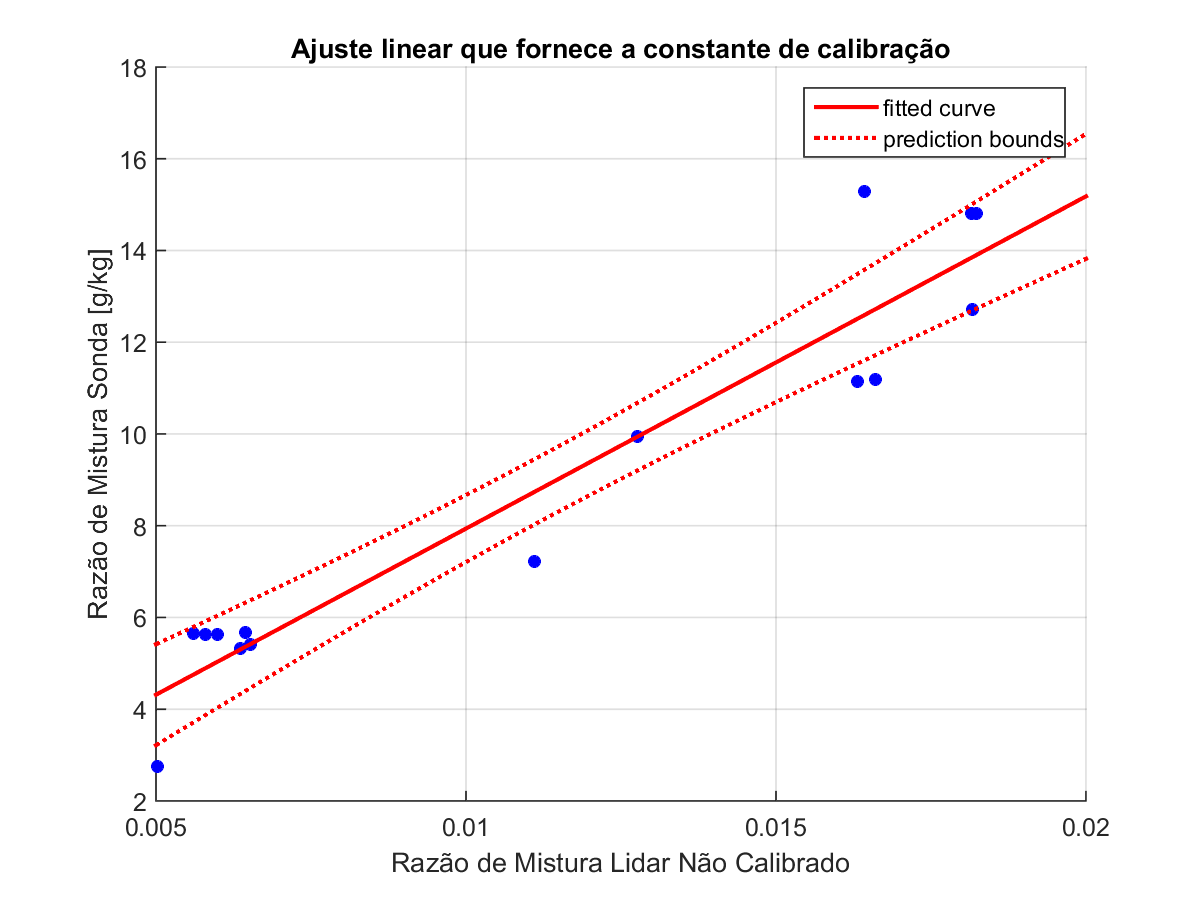 Ajuste linear que fornece a constante de calibração
fitted curve
prediction bounds
18
16
14
12
10
8
6
4
2
Razão de Mistura Sonda [g/kg]
0.005
0.01
0.015
0.02
Razão de Mistura Lidar Não Calibrado